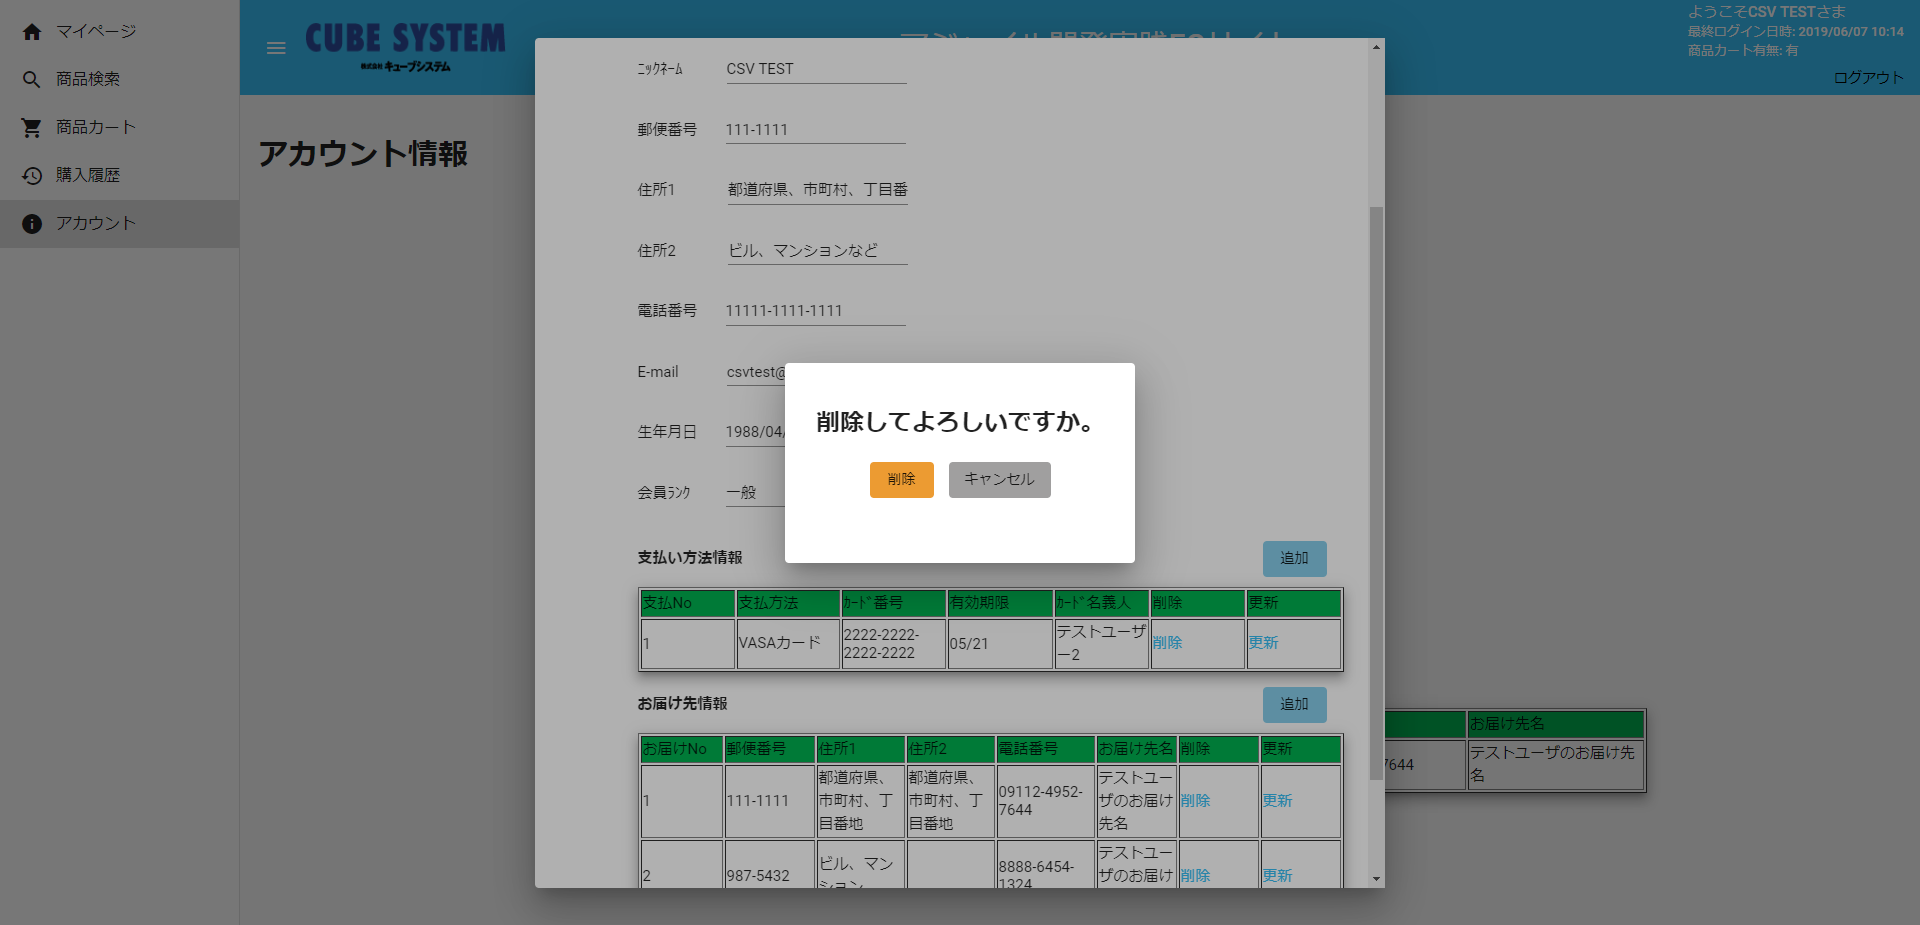 マイページ
商品検索
商品カート
購入履歴
アカウント
CUBE SYSTEM
株式会社 キューブシステム
ようこそCSV TESTさま
最終ログイン日時: 2019/06/07 10:14
商品カート有無: 有
ログアウト
アカウント情報
ﾆｯｸﾈｰﾑ CSV TEST
郵便番号 111-1111
住所1 都道府県、市町村、丁目番
住所2 ビル、マンションなど
電話番号 11111-1111-1111
E-mail csvtest@
生年月日 1988/04/
会員ﾗﾝｸ 一般
削除してよろしいですか。
削除 キャンセル
支払い方法情報 追加
支払No 支払方法 ｶｰﾄﾞ番号 有効期限 ｶｰﾄﾞ名義人 削除 更新
1 VASAカード 2222-2222-2222-2222 05/21 テストユーザー2 削除 更新
お届け先情報 追加
お届けNo 郵便番号 住所1 住所2 電話番号 お届け先名 削除 更新
1 111-1111 都道府県、市町村、丁目番地 都道府県、市町村、丁目番地 09112-4952-7644 テストユーザのお届け先名 削除 更新
2 987-5432 ビル、マンション 8888-6454-1324 テストユーザのお届け 削除 更新
お届け先名
7644 テストユーザのお届け先名